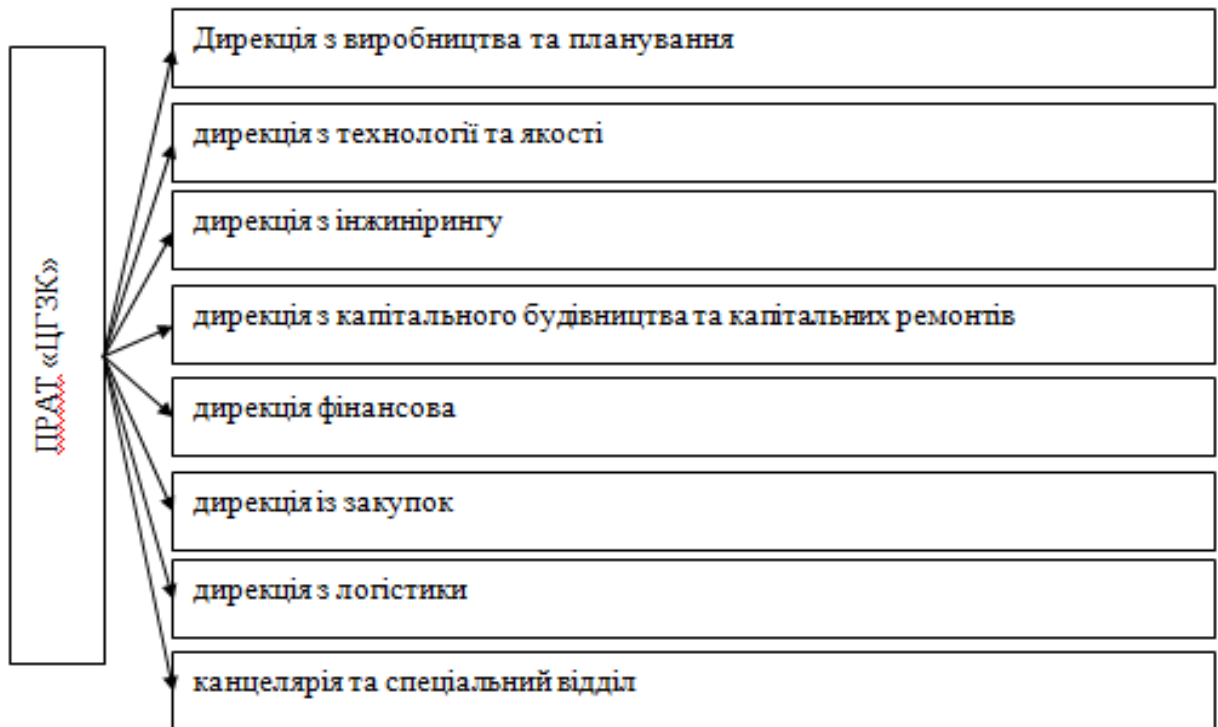 ПРАТ «ЦГЗК»
Дирекція з виробництва та планування
дирекція з технології та якості
дирекція з інжинірингу
дирекція з капітального будівництва та капітальних ремонтів
дирекція фінансова
дирекція із закупок
дирекція з логістики
канцелярія та спеціальний відділ